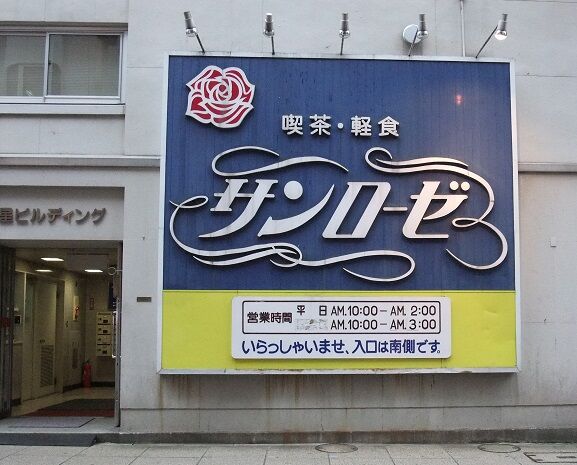 喫茶・軽食
サンローゼ
星ビルディング
営業時間 平 日 AM.10:00－AM. 2:00
AM.10:00－AM. 3:00
いらっしゃいませ、入口は南側です。